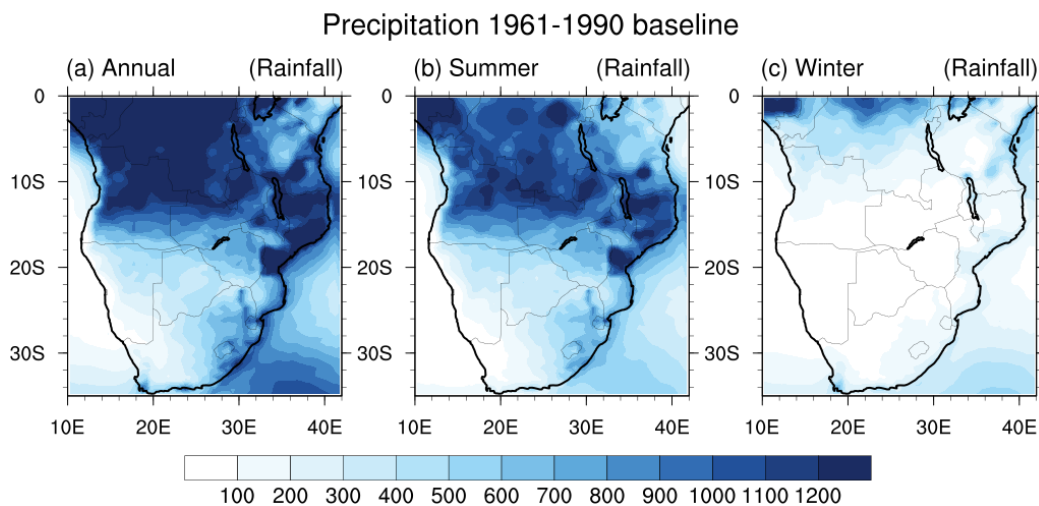 Precipitation 1961-1990 baseline
(a) Annual (Rainfall) (b) Summer (Rainfall) (c) Winter (Rainfall)
0 0 0
10S 10S 10S
20S 20S 20S
30S 30S 30S
10E 20E 30E 40E 10E 20E 30E 40E 10E 20E 30E 40E
100 200 300 400 500 600 700 800 900 1000 1100 1200